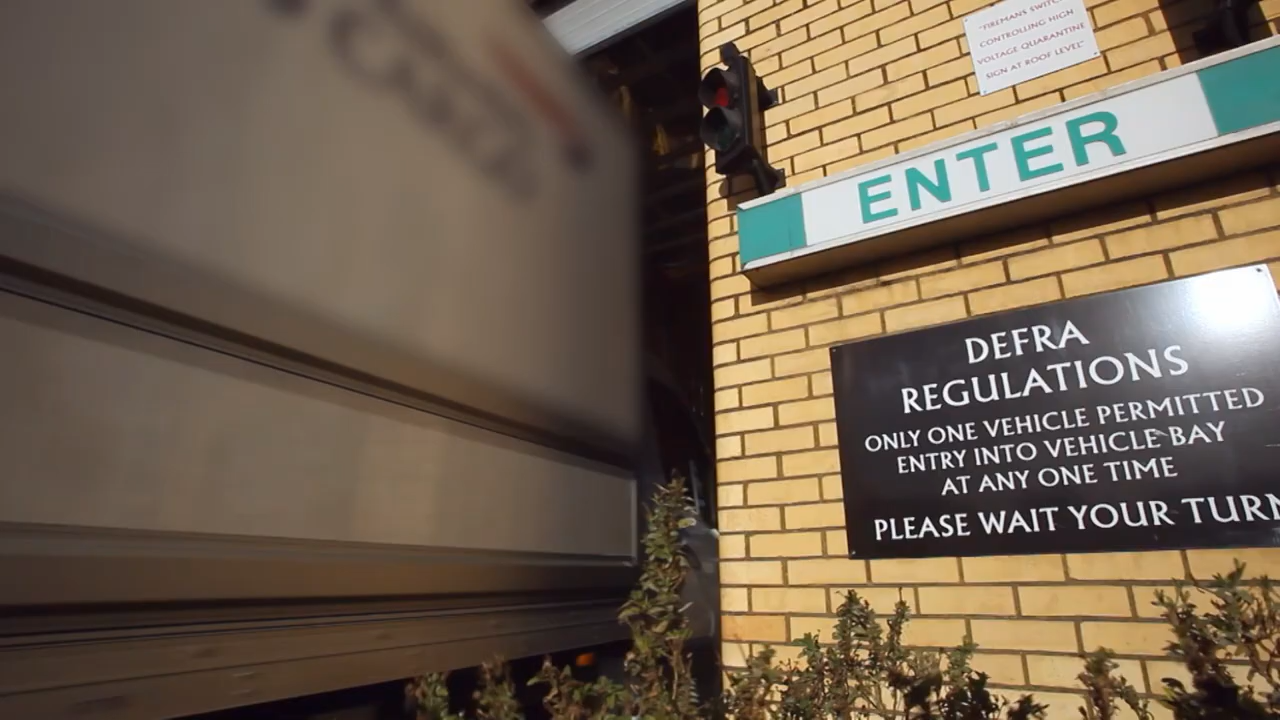 "FIREMANS SWITCH
CONTROLLING HIGH
VOLTAGE QUARANTINE
SIGN AT ROOF LEVEL"
ENTER
DEFRA
REGULATIONS
ONLY ONE VEHICLE PERMITTED
ENTRY INTO VEHICLE BAY
AT ANY ONE TIME
PLEASE WAIT YOUR TURN